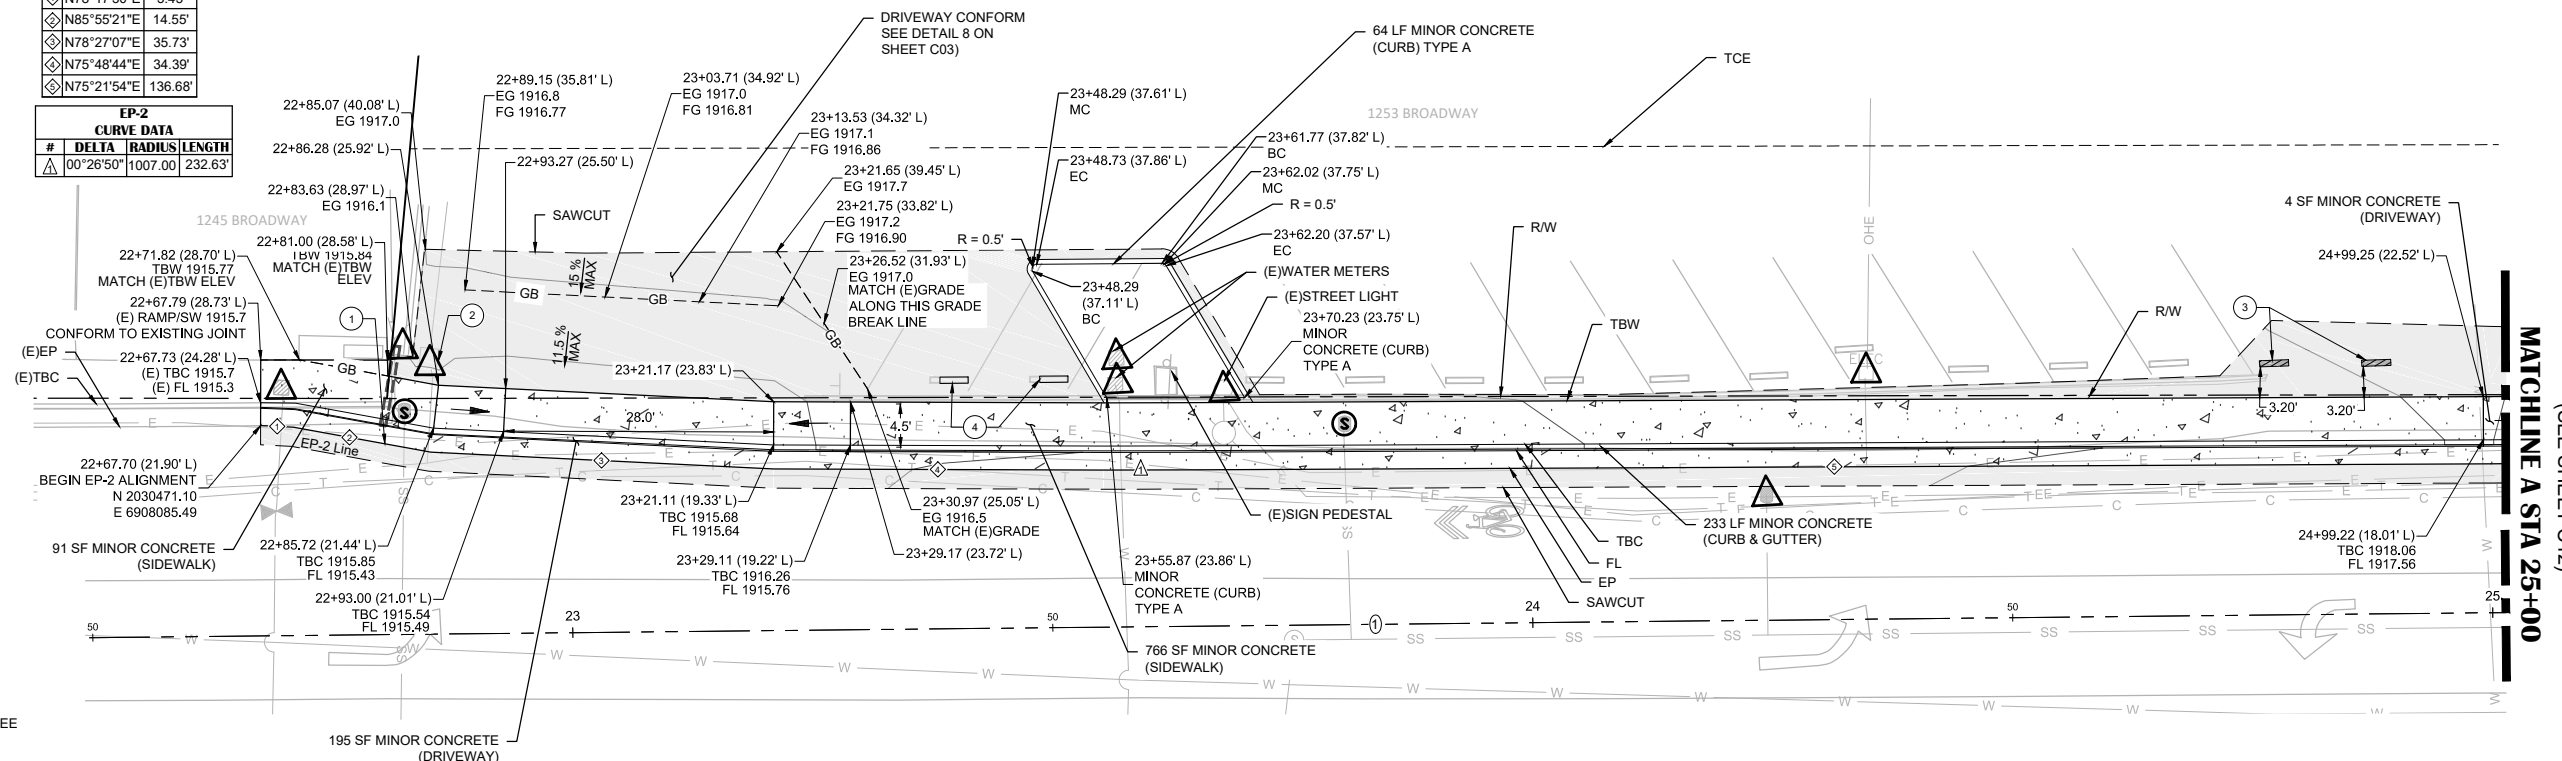 ② N85°55'21"E 14.55'
③ N78°27'07"E 35.73'
④ N75°48'44"E 34.39'
⑤ N75°21'54"E 136.68'
EP-2
CURVE DATA
# DELTA RADIUS LENGTH
1 00°26'50" 1007.00 232.63'
1245 BROADWAY
1253 BROADWAY
DRIVEWAY CONFORM
SEE DETAIL 8 ON
SHEET C03)
64 LF MINOR CONCRETE
(CURB) TYPE A
TCE
22+85.07 (40.08' L)
EG 1917.0
22+89.15 (35.81' L)
EG 1916.8
FG 1916.77
23+03.71 (34.92' L)
EG 1917.0
FG 1916.81
23+13.53 (34.32' L)
EG 1917.1
FG 1916.86
22+86.28 (25.92' L)
22+93.27 (25.50' L)
22+83.63 (28.97' L)
EG 1916.1
SAWCUT
23+21.65 (39.45' L)
EG 1917.7
23+21.75 (33.82' L)
EG 1917.2
FG 1916.90
23+26.52 (31.93' L)
EG 1917.0
MATCH (E)GRADE
ALONG THIS GRADE
BREAK LINE
23+48.29 (37.61' L)
MC
23+48.73 (37.86' L)
EC
R = 0.5'
23+48.29
(37.11' L)
BC
23+61.77 (37.82' L)
BC
23+62.02 (37.75' L)
MC
R = 0.5'
23+62.20 (37.57' L)
EC
(E)WATER METERS
(E)STREET LIGHT
23+70.23 (23.75' L)
MINOR
CONCRETE (CURB)
TYPE A
R/W
TBW
OHE
ELEC
R/W
3
4 SF MINOR CONCRETE
(DRIVEWAY)
24+99.25 (22.52' L)
22+81.00 (28.58' L)
TBW 1915.84
MATCH (E)TBW
ELEV
22+71.82 (28.70' L)
TBW 1915.77
MATCH (E)TBW ELEV
22+67.79 (28.73' L)
(E) RAMP/SW 1915.7
CONFORM TO EXISTING JOINT
(E)EP
22+67.73 (24.28' L)
(E) TBC 1915.7
(E) FL 1915.3
(E)TBC
1
2
GB
GB
GB
GB
15 %
MAX
11.5 %
MAX
23+21.17 (23.83' L)
S
28.0'
4.5'
4
S
3.20'
3.20'
1
2
EP-2 Line
3
4
1
5
22+67.70 (21.90' L)
BEGIN EP-2 ALIGNMENT
N 2030471.10
E 6908085.49
91 SF MINOR CONCRETE
(SIDEWALK)
22+85.72 (21.44' L)
TBC 1915.85
FL 1915.43
22+93.00 (21.01' L)
TBC 1915.54
FL 1915.49
23+21.11 (19.33' L)
TBC 1915.68
FL 1915.64
23+29.11 (19.22' L)
TBC 1916.26
FL 1915.76
23+30.97 (25.05' L)
EG 1916.5
MATCH (E)GRADE
23+29.17 (23.72' L)
23+55.87 (23.86' L)
MINOR
CONCRETE (CURB)
TYPE A
(E)SIGN PEDESTAL
233 LF MINOR CONCRETE
(CURB & GUTTER)
TBC
FL
EP
SAWCUT
24+99.22 (18.01' L)
TBC 1918.06
FL 1917.56
50 23 50 1 24 50 25
766 SF MINOR CONCRETE
(SIDEWALK)
195 SF MINOR CONCRETE
(DRIVEWAY)
MATCHLINE A STA 25+00
EE